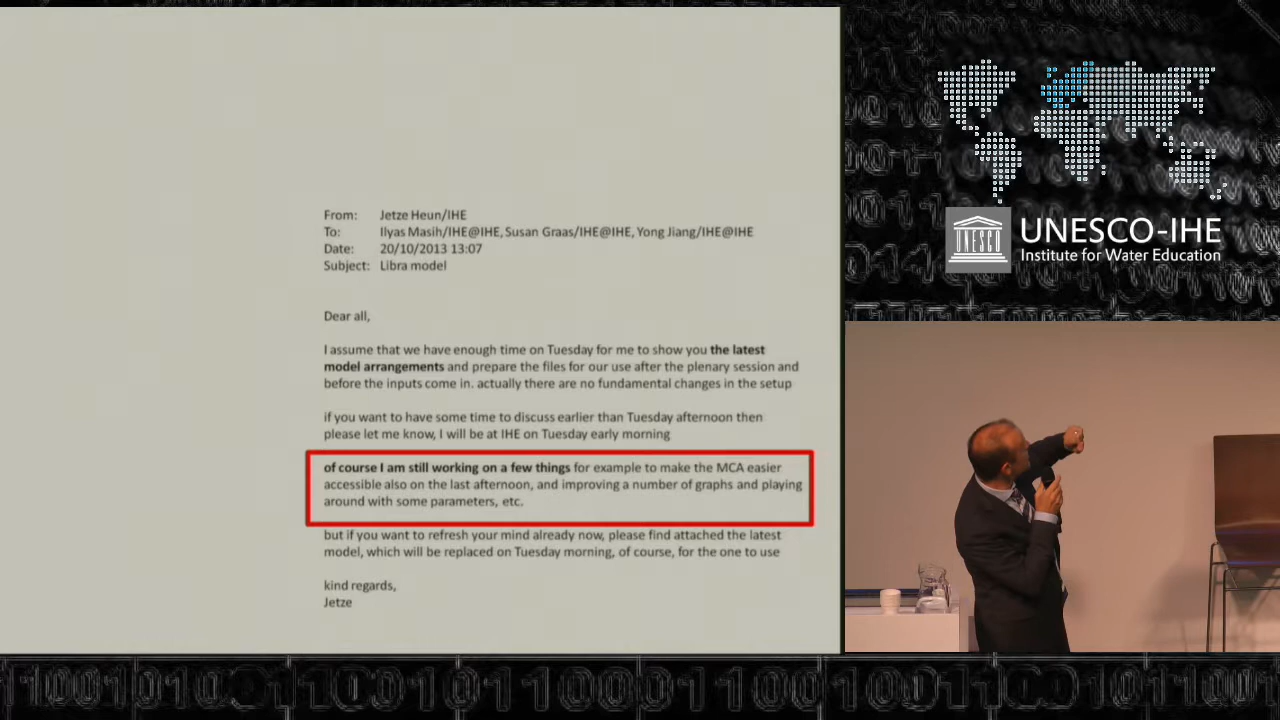 From: Jetze Heun/IHE
To: Ilyas Masih/IHE@IHE, Susan Graas/IHE@IHE, Yong Jiang/IHE@IHE
Date: 20/10/2013 13:07
Subject: Libra model
Dear all,
I assume that we have enough time on Tuesday for me to show you the latest
model arrangements and prepare the files for our use after the plenary session and
before the inputs come in. actually there are no fundamental changes in the setup
if you want to have some time to discuss earlier than Tuesday afternoon then
please let me know, I will be at IHE on Tuesday early morning
of course I am still working on a few things for example to make the MCA easier
accessible also on the last afternoon, and improving a number of graphs and playing
around with some parameters, etc.
but if you want to refresh your mind already now, please find attached the latest
model, which will be replaced on Tuesday morning, of course, for the one to use
kind regards,
Jetze
UNESCO
UNESCO-IHE
Institute for Water Education